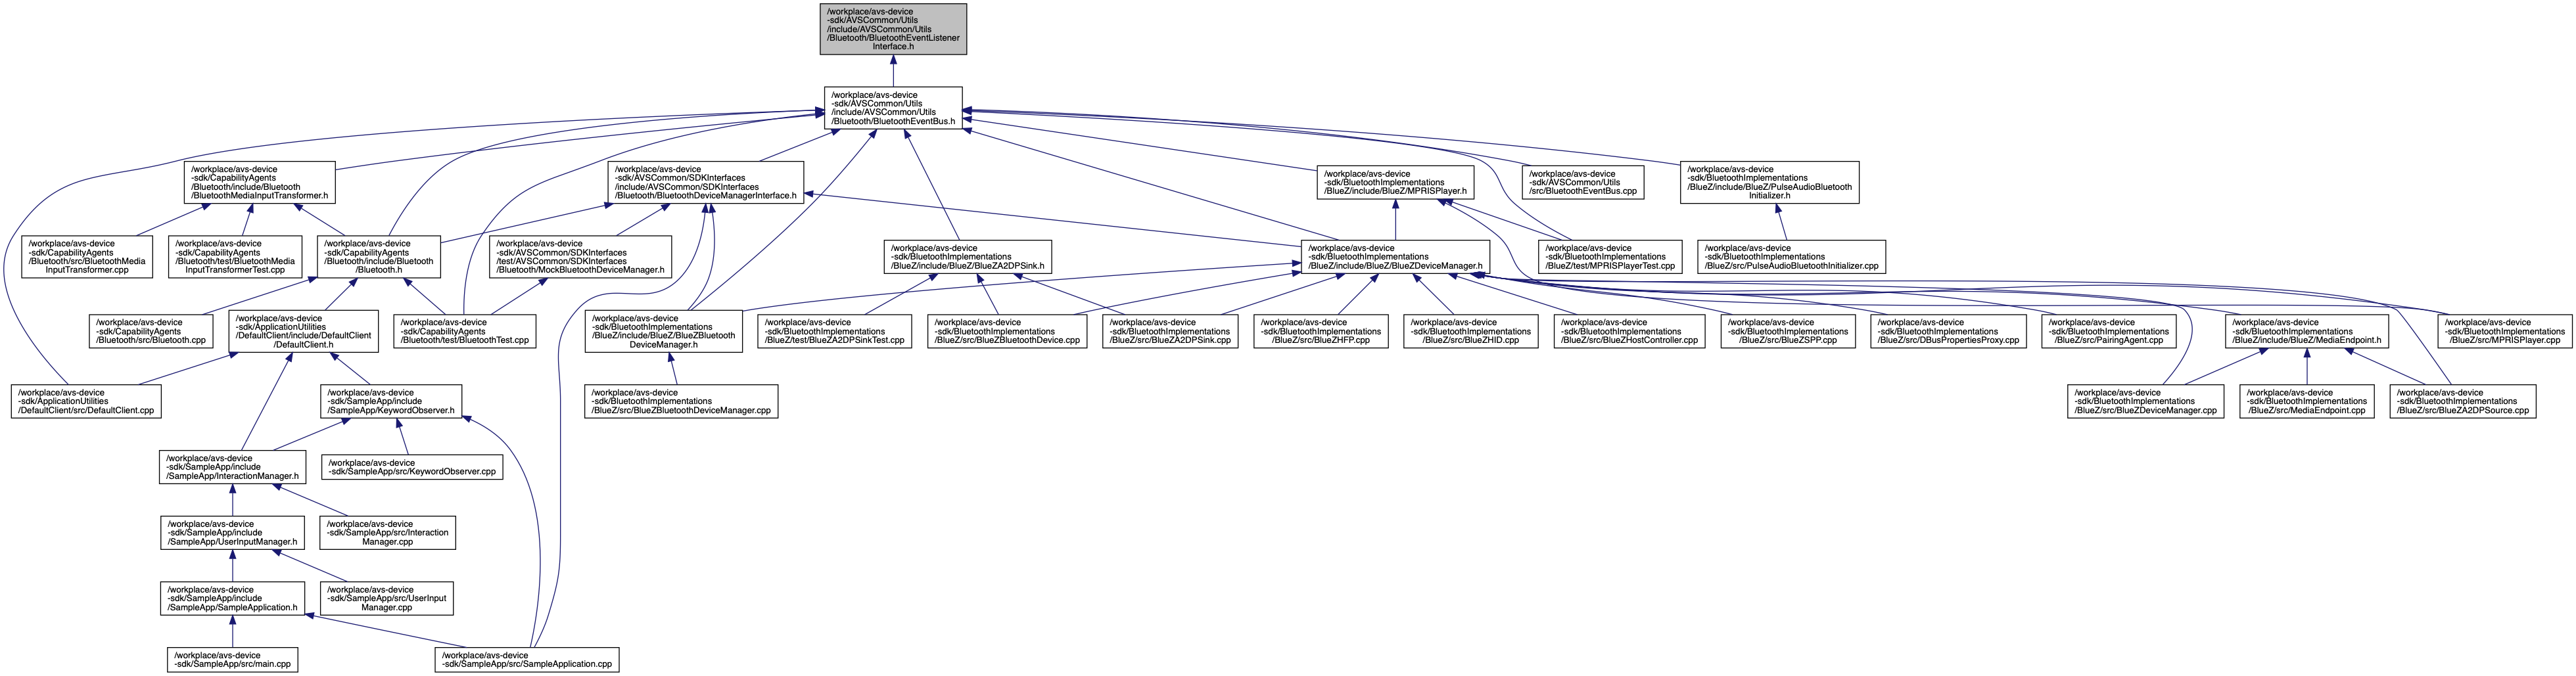 /workplace/avs-device
-sdk/AVSCommon/Utils
/include/AVSCommon/Utils
/Bluetooth/BluetoothEventListener
Interface.h
/workplace/avs-device
-sdk/AVSCommon/Utils
/include/AVSCommon/Utils
/Bluetooth/BluetoothEventBus.h
/workplace/avs-device
-sdk/CapabilityAgents
/Bluetooth/include/Bluetooth
/BluetoothMediaInputTransformer.h
/workplace/avs-device
-sdk/AVSCommon/SDKInterfaces
/include/AVSCommon/SDKInterfaces
/Bluetooth/BluetoothDeviceManagerInterface.h
/workplace/avs-device
-sdk/BluetoothImplementations
/BlueZ/include/BlueZ/MPRISPlayer.h
/workplace/avs-device
-sdk/AVSCommon/Utils
/src/BluetoothEventBus.cpp
/workplace/avs-device
-sdk/BluetoothImplementations
/BlueZ/include/BlueZ/PulseAudioBluetooth
Initializer.h
/workplace/avs-device
-sdk/CapabilityAgents
/Bluetooth/src/BluetoothMedia
InputTransformer.cpp
/workplace/avs-device
-sdk/CapabilityAgents
/Bluetooth/test/BluetoothMedia
InputTransformerTest.cpp
/workplace/avs-device
-sdk/CapabilityAgents
/Bluetooth/include/Bluetooth
/Bluetooth.h
/workplace/avs-device
-sdk/AVSCommon/SDKInterfaces
/test/AVSCommon/SDKInterfaces
/Bluetooth/MockBluetoothDeviceManager.h
/workplace/avs-device
-sdk/BluetoothImplementations
/BlueZ/include/BlueZ/BlueZA2DPSink.h
/workplace/avs-device
-sdk/BluetoothImplementations
/BlueZ/include/BlueZ/BlueZDeviceManager.h
/workplace/avs-device
-sdk/BluetoothImplementations
/BlueZ/test/MPRISPlayerTest.cpp
/workplace/avs-device
-sdk/BluetoothImplementations
/BlueZ/src/PulseAudioBluetoothInitializer.cpp
/workplace/avs-device
-sdk/CapabilityAgents
/Bluetooth/src/Bluetooth.cpp
/workplace/avs-device
-sdk/ApplicationUtilities
/DefaultClient/include/DefaultClient
/DefaultClient.h
/workplace/avs-device
-sdk/CapabilityAgents
/Bluetooth/test/BluetoothTest.cpp
/workplace/avs-device
-sdk/BluetoothImplementations
/BlueZ/include/BlueZ/BlueZBluetooth
DeviceManager.h
/workplace/avs-device
-sdk/BluetoothImplementations
/BlueZ/test/BlueZA2DPSinkTest.cpp
/workplace/avs-device
-sdk/BluetoothImplementations
/BlueZ/src/BlueZBluetoothDevice.cpp
/workplace/avs-device
-sdk/BluetoothImplementations
/BlueZ/src/BlueZA2DPSink.cpp
/workplace/avs-device
-sdk/BluetoothImplementations
/BlueZ/src/BlueZHFP.cpp
/workplace/avs-device
-sdk/BluetoothImplementations
/BlueZ/src/BlueZHID.cpp
/workplace/avs-device
-sdk/BluetoothImplementations
/BlueZ/src/BlueZHostController.cpp
/workplace/avs-device
-sdk/BluetoothImplementations
/BlueZ/src/BlueZSPP.cpp
/workplace/avs-device
-sdk/BluetoothImplementations
/BlueZ/src/DBusPropertiesProxy.cpp
/workplace/avs-device
-sdk/BluetoothImplementations
/BlueZ/src/PairingAgent.cpp
/workplace/avs-device
-sdk/BluetoothImplementations
/BlueZ/include/BlueZ/MediaEndpoint.h
/workplace/avs-device
-sdk/BluetoothImplementations
/BlueZ/src/MPRISPlayer.cpp
/workplace/avs-device
-sdk/ApplicationUtilities
/DefaultClient/src/DefaultClient.cpp
/workplace/avs-device
-sdk/SampleApp/include
/SampleApp/KeywordObserver.h
/workplace/avs-device
-sdk/BluetoothImplementations
/BlueZ/src/BlueZBluetoothDeviceManager.cpp
/workplace/avs-device
-sdk/BluetoothImplementations
/BlueZ/src/BlueZDeviceManager.cpp
/workplace/avs-device
-sdk/BluetoothImplementations
/BlueZ/src/MediaEndpoint.cpp
/workplace/avs-device
-sdk/BluetoothImplementations
/BlueZ/src/BlueZA2DPSource.cpp
/workplace/avs-device
-sdk/SampleApp/include
/SampleApp/InteractionManager.h
/workplace/avs-device
-sdk/SampleApp/src/KeywordObserver.cpp
/workplace/avs-device
-sdk/SampleApp/include
/SampleApp/UserInputManager.h
/workplace/avs-device
-sdk/SampleApp/src/Interaction
Manager.cpp
/workplace/avs-device
-sdk/SampleApp/include
/SampleApp/SampleApplication.h
/workplace/avs-device
-sdk/SampleApp/src/UserInput
Manager.cpp
/workplace/avs-device
-sdk/SampleApp/src/main.cpp
/workplace/avs-device
-sdk/SampleApp/src/SampleApplication.cpp